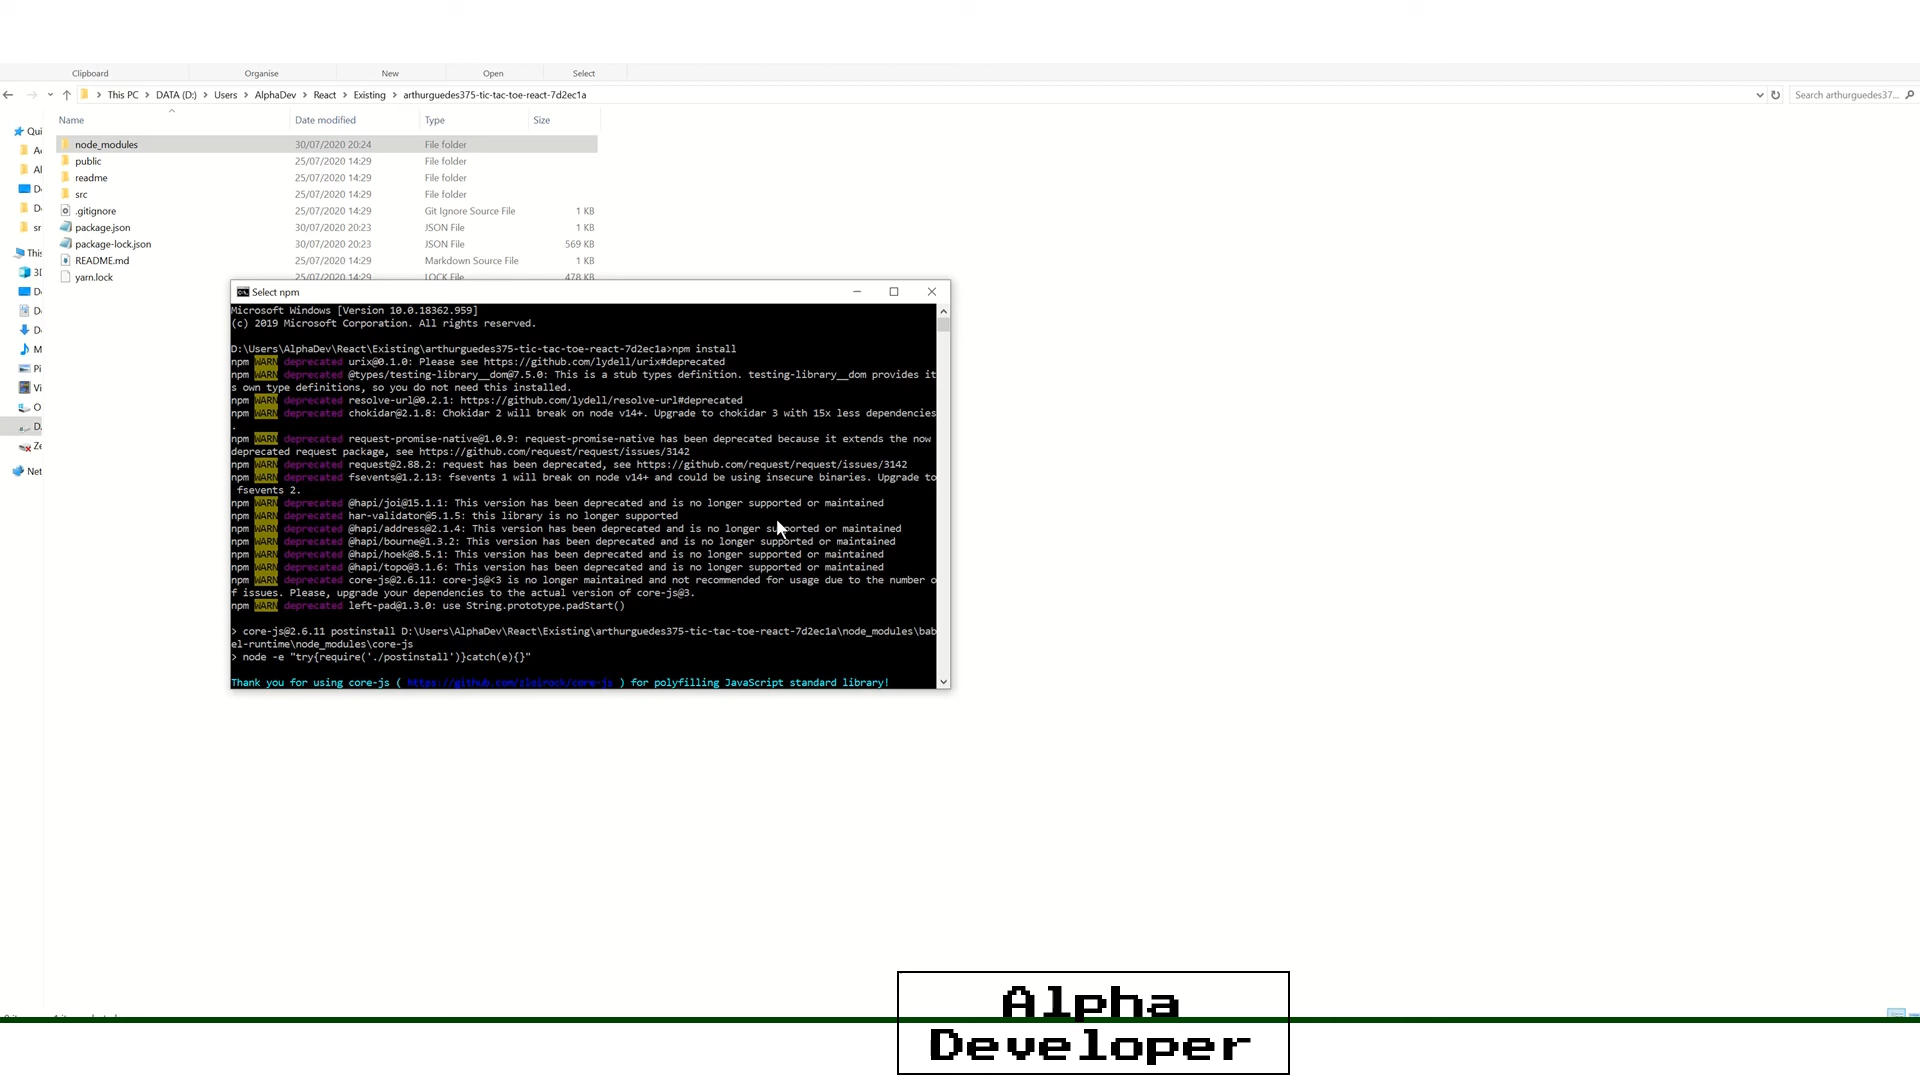 Clipboard Organise New Open Select
This PC DATA (D:) Users AlphaDev React Existing arthurguedes375-tic-tac-toe-react-7d2ec1a Search arthurguedes37...
Name Date modified Type Size
Qui
node_modules 30/07/2020 20:24 File folder
public 25/07/2020 14:29 File folder
readme 25/07/2020 14:29 File folder
src 25/07/2020 14:29 File folder
.gitignore 25/07/2020 14:29 Git Ignore Source File 1 KB
package.json 30/07/2020 20:23 JSON File 1 KB
package-lock.json 30/07/2020 20:23 JSON File 569 KB
README.md 25/07/2020 14:29 Markdown Source File 1 KB
yarn.lock 25/07/2020 14:29 LOCK File 478 KB
This
Net
Select npm
Microsoft Windows [Version 10.0.18362.959]
(c) 2019 Microsoft Corporation. All rights reserved.
D:\Users\AlphaDev\React\Existing\arthurguedes375-tic-tac-toe-react-7d2ec1a>npm install
npm WARN deprecated urix@0.1.0: Please see https://github.com/lydell/urix#deprecated
npm WARN deprecated @types/testing-library__dom@7.5.0: This is a stub types definition. testing-library__dom provides it
s own type definitions, so you do not need this installed.
npm WARN deprecated resolve-url@0.2.1: https://github.com/lydell/resolve-url#deprecated
npm WARN deprecated chokidar@2.1.8: Chokidar 2 will break on node v14+. Upgrade to chokidar 3 with 15x less dependencies
.
npm WARN deprecated request-promise-native@1.0.9: request-promise-native has been deprecated because it extends the now
deprecated request package, see https://github.com/request/request/issues/3142
npm WARN deprecated request@2.88.2: request has been deprecated, see https://github.com/request/request/issues/3142
npm WARN deprecated fsevents@1.2.13: fsevents 1 will break on node v14+ and could be using insecure binaries. Upgrade to
fsevents 2.
npm WARN deprecated @hapi/joi@15.1.1: This version has been deprecated and is no longer supported or maintained
npm WARN deprecated har-validator@5.1.5: this library is no longer supported
npm WARN deprecated @hapi/address@2.1.4: This version has been deprecated and is no longer supported or maintained
npm WARN deprecated @hapi/bourne@1.3.2: This version has been deprecated and is no longer supported or maintained
npm WARN deprecated @hapi/hoek@8.5.1: This version has been deprecated and is no longer supported or maintained
npm WARN deprecated @hapi/topo@3.1.6: This version has been deprecated and is no longer supported or maintained
npm WARN deprecated core-js@2.6.11: core-js@<3 is no longer maintained and not recommended for usage due to the number o
f issues. Please, upgrade your dependencies to the actual version of core-js@3.
npm WARN deprecated left-pad@1.3.0: use String.prototype.padStart()
> core-js@2.6.11 postinstall D:\Users\AlphaDev\React\Existing\arthurguedes375-tic-tac-toe-react-7d2ec1a\node_modules\bab
el-runtime\node_modules\core-js
> node -e "try{require('./postinstall')}catch(e){}"
Thank you for using core-js ( https://github.com/zloirock/core-js ) for polyfilling JavaScript standard library!
Alpha
Developer